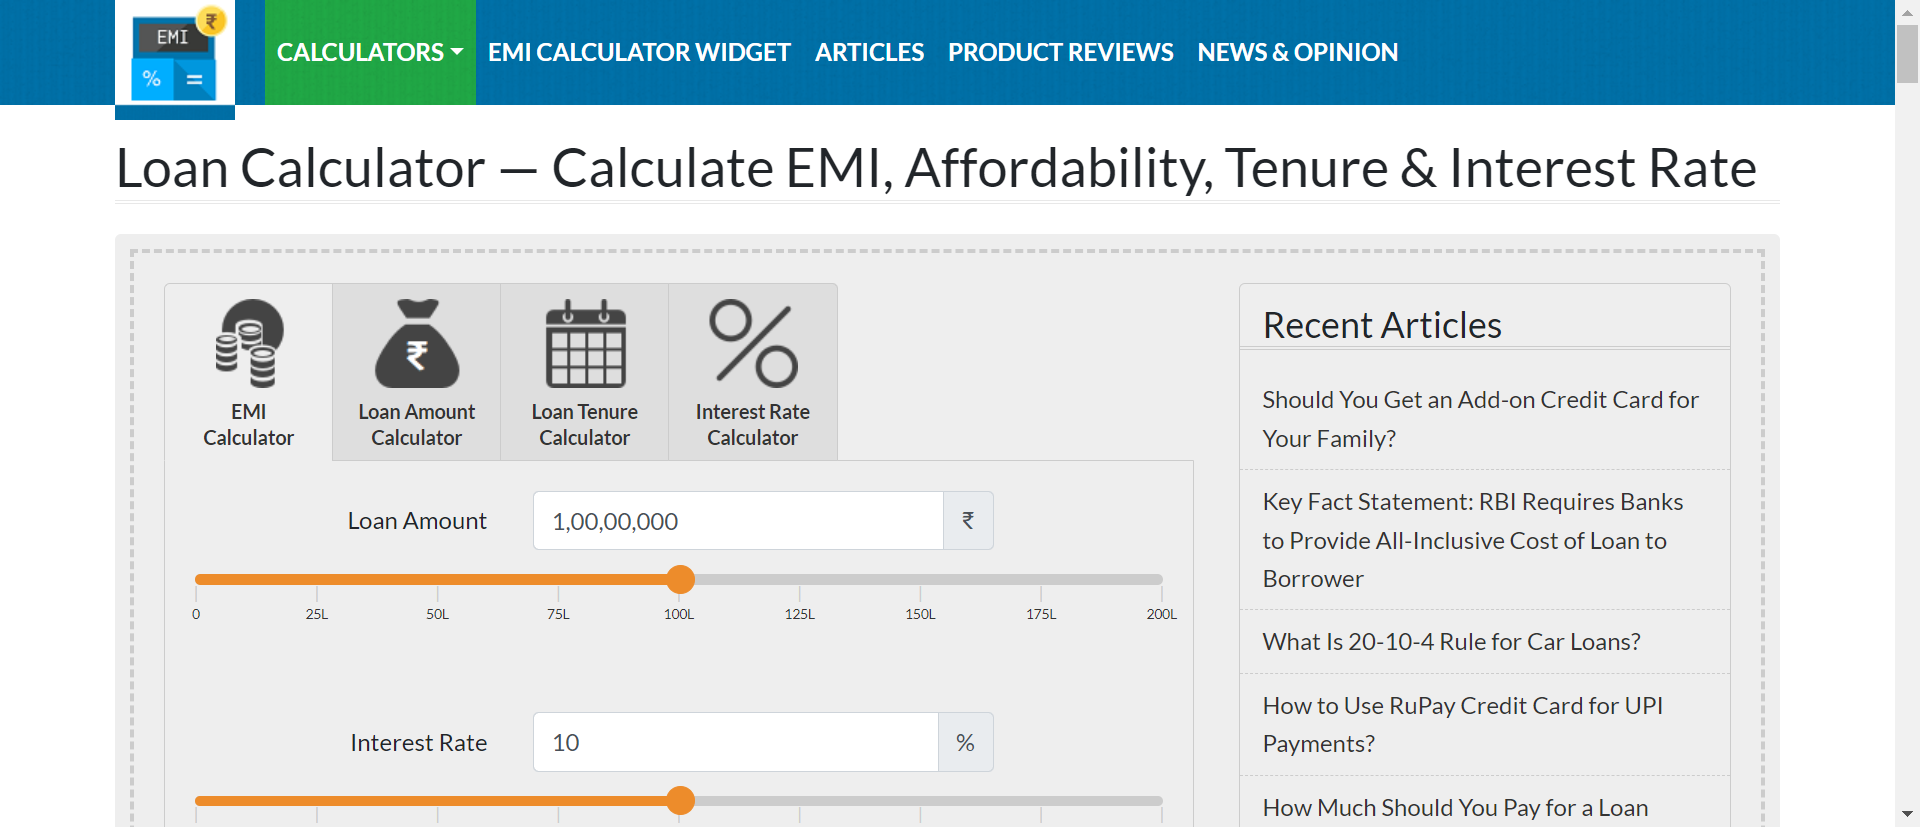 EMI
₹
%
=
CALCULATORS
EMI CALCULATOR WIDGET
ARTICLES
PRODUCT REVIEWS
NEWS & OPINION
Loan Calculator — Calculate EMI, Affordability, Tenure & Interest Rate
EMI
Calculator
₹
Loan Amount
Calculator
Loan Tenure
Calculator
Interest Rate
Calculator
Loan Amount
1,00,00,000
₹
0
25L
50L
75L
100L
125L
150L
175L
200L
Interest Rate
10
%
Recent Articles
Should You Get an Add-on Credit Card for
Your Family?
Key Fact Statement: RBI Requires Banks
to Provide All-Inclusive Cost of Loan to
Borrower
What Is 20-10-4 Rule for Car Loans?
How to Use RuPay Credit Card for UPI
Payments?
How Much Should You Pay for a Loan